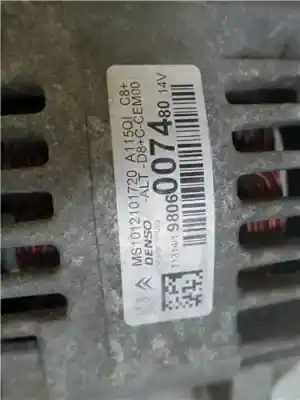 MS1012101720 A115QI C8+
-ALT -D8+C-CEM00
DENSO
9806007480 14V